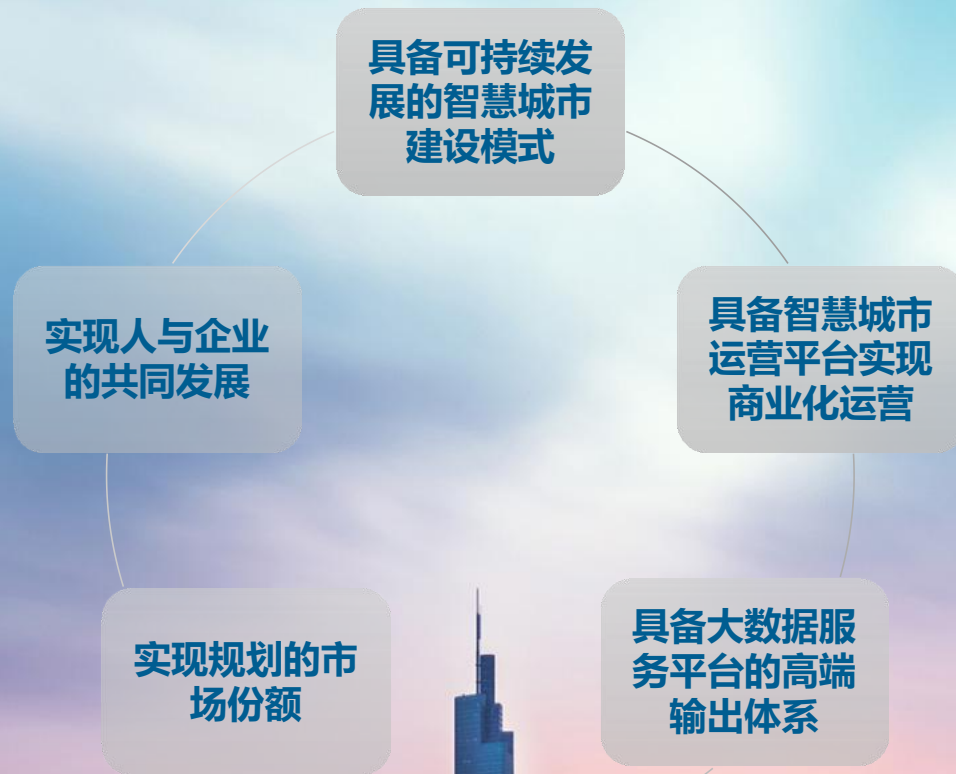 具备可持续发
展的智慧城市
建设模式
实现人与企业
的共同发展
具备智慧城市
运营平台实现
商业化运营
实现规划的市
场份额
具备大数据服
务平台的高端
输出体系